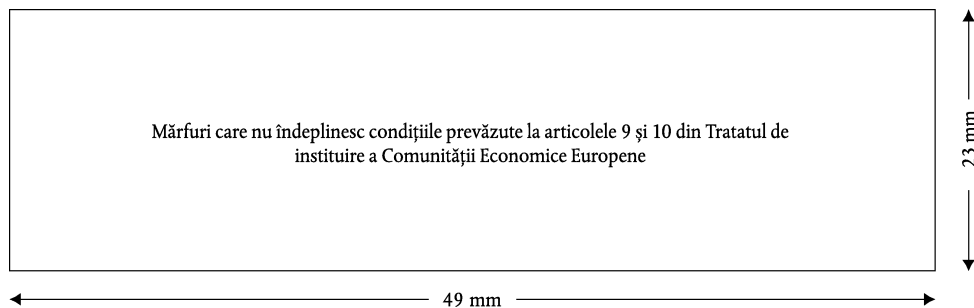 Mărfuri care nu îndeplinesc condițiile prevăzute la articolele 9 și 10 din Tratatul de
instituire a Comunității Economice Europene
23 mm
49 mm